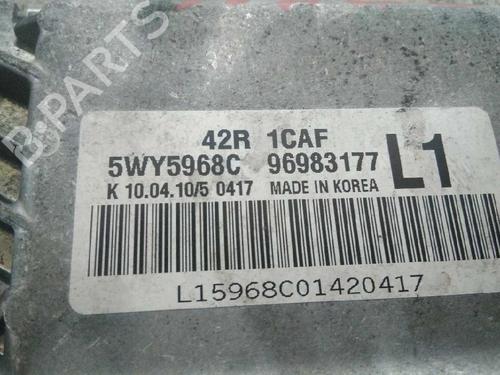 B-PARTS
42R 1CAF
5WY5968C 96983177 L1
K 10.04.10/5 0417 MADE IN KOREA
L15968C01420417